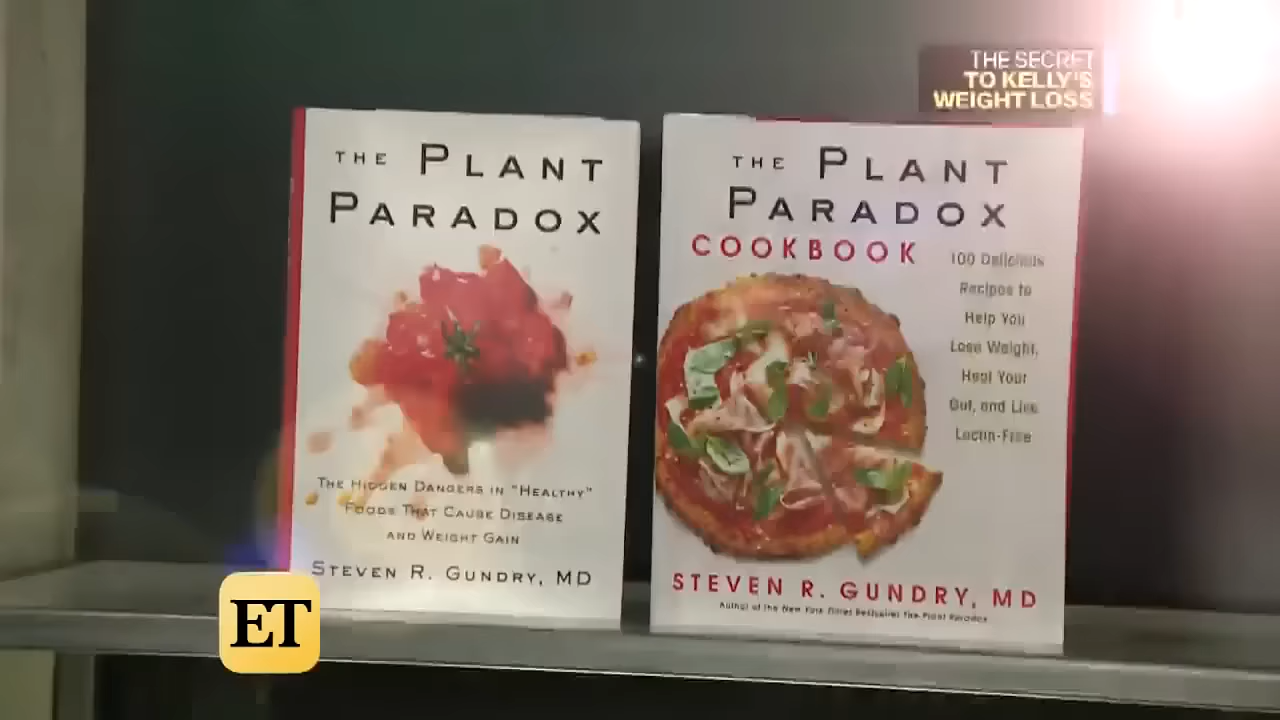 THE SECRET
TO KELLY'S
WEIGHT LOSS
THE PLANT
PARADOX
THE HIDDEN DANGERS IN "HEALTHY"
FOODS THAT CAUSE DISEASE
AND WEIGHT GAIN
STEVEN R. GUNDRY, MD
THE PLANT
PARADOX
COOKBOOK
100 Delicious
Recipes to
Help You
Lose Weight,
Heal Your
Gut, and Live
Lectin-Free
STEVEN R. GUNDRY, MD
Author of the New York Times Bestseller The Plant Paradox
ET